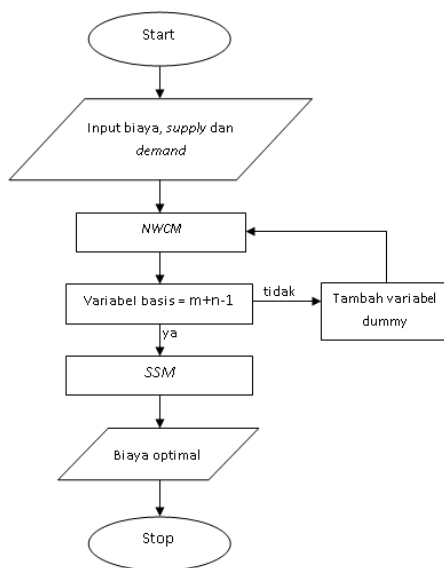 Start
Input biaya, supply dan
demand
NWCM
Variabel basis = m+n-1
tidak
Tambah variabel
dummy
ya
SSM
Biaya optimal
Stop